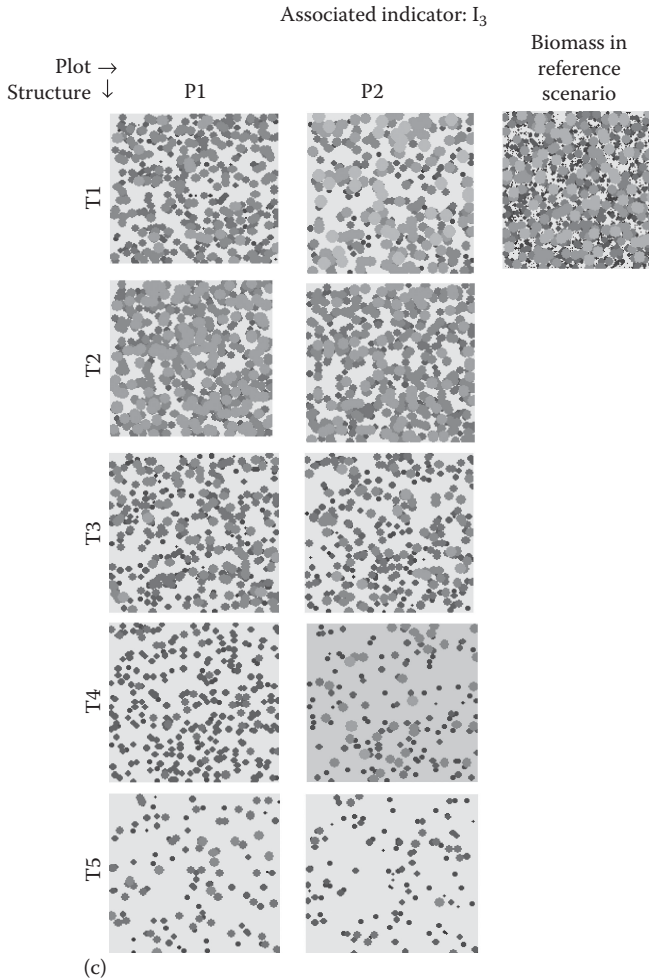 Associated indicator: I₃
Biomass in
reference
scenario
Plot →
Structure ↓
P1
P2
T1
T2
T3
T4
T5
(c)